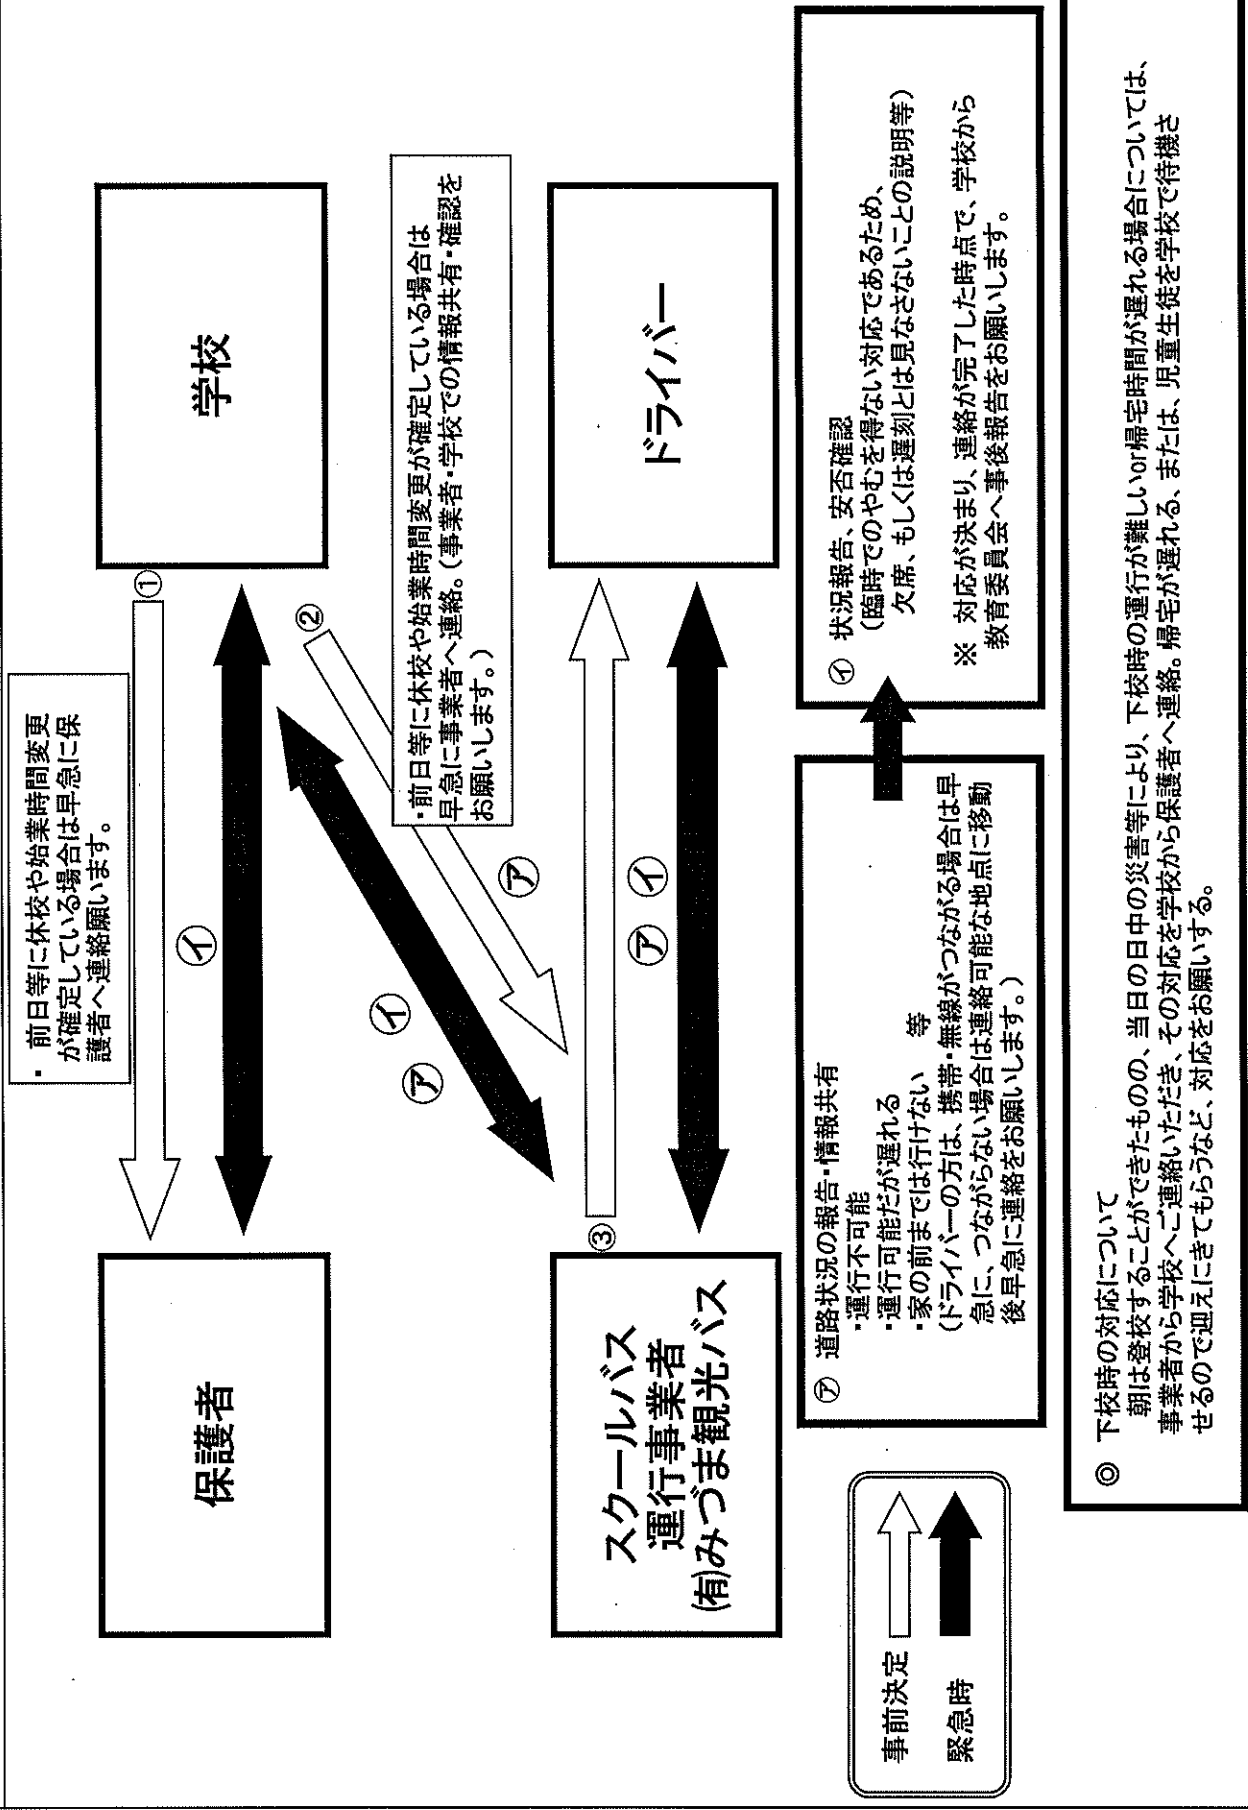 ・ 前日等に休校や始業時間変更
が確定している場合は早急に保
護者へ連絡願います。
保護者
①
㋑
学校
②
・前日等に休校や始業時間変更が確定している場合は
早急に事業者へ連絡。（事業者・学校での情報共有・確認を
お願いします。）
㋐ ㋑
㋐
スクールバス
運行事業者
(有)みづま観光バス
③
㋐ ㋑
ドライバー
事前決定
緊急時
㋐ 道路状況の報告・情報共有
・運行不可能
・運行可能だが遅れる
・家の前までは行けない 等
（ドライバーの方は、携帯・無線がつながる場合は早
急に、つながらない場合は連絡可能な地点に移動
後早急に連絡をお願いします。）
㋑ 状況報告、安否確認
（臨時でのやむを得ない対応であるため、
欠席、もしくは遅刻とは見なさないことの説明等）
※ 対応が決まり、連絡が完了した時点で、学校から
教育委員会へ事後報告をお願いします。
◎ 下校時の対応について
朝は登校することができたものの、当日の日中の災害等により、下校時の運行が難しいor帰宅時間が遅れる場合については、
事業者から学校へご連絡いただき、その対応を学校から保護者へ連絡。帰宅が遅れる、または、児童生徒を学校で待機さ
せるので迎えにきてもらうなど、対応をお願いする。